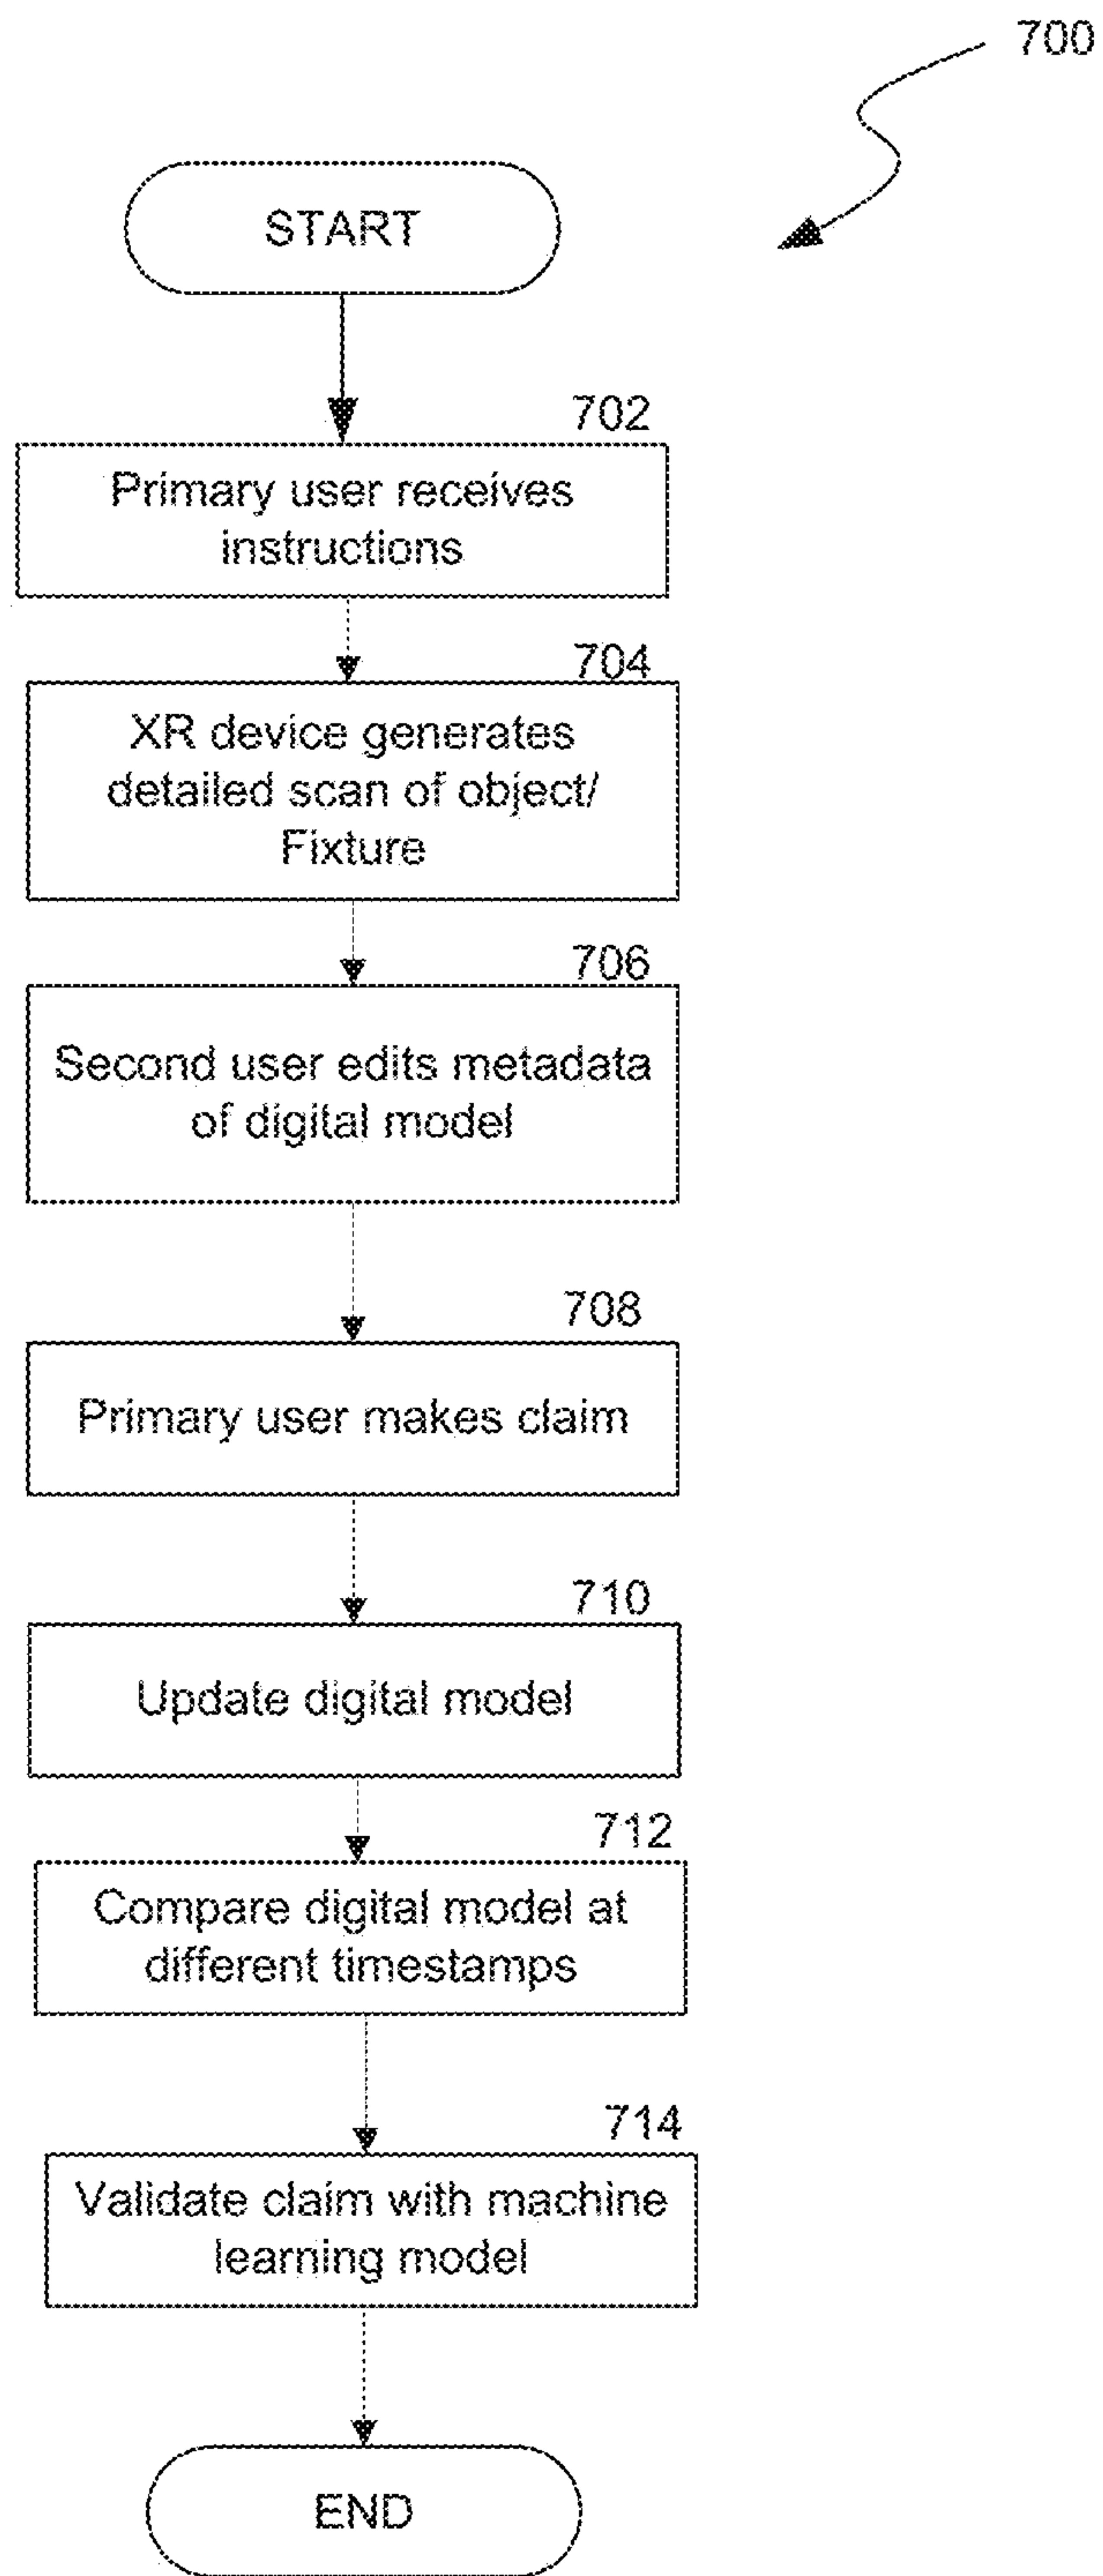 700
START
702
Primary user receives
instructions
704
XR device generates
detailed scan of object/
Fixture
706
Second user edits metadata
of digital model
708
Primary user makes claim
710
Update digital model
712
Compare digital model at
different timestamps
714
Validate claim with machine
learning model
END